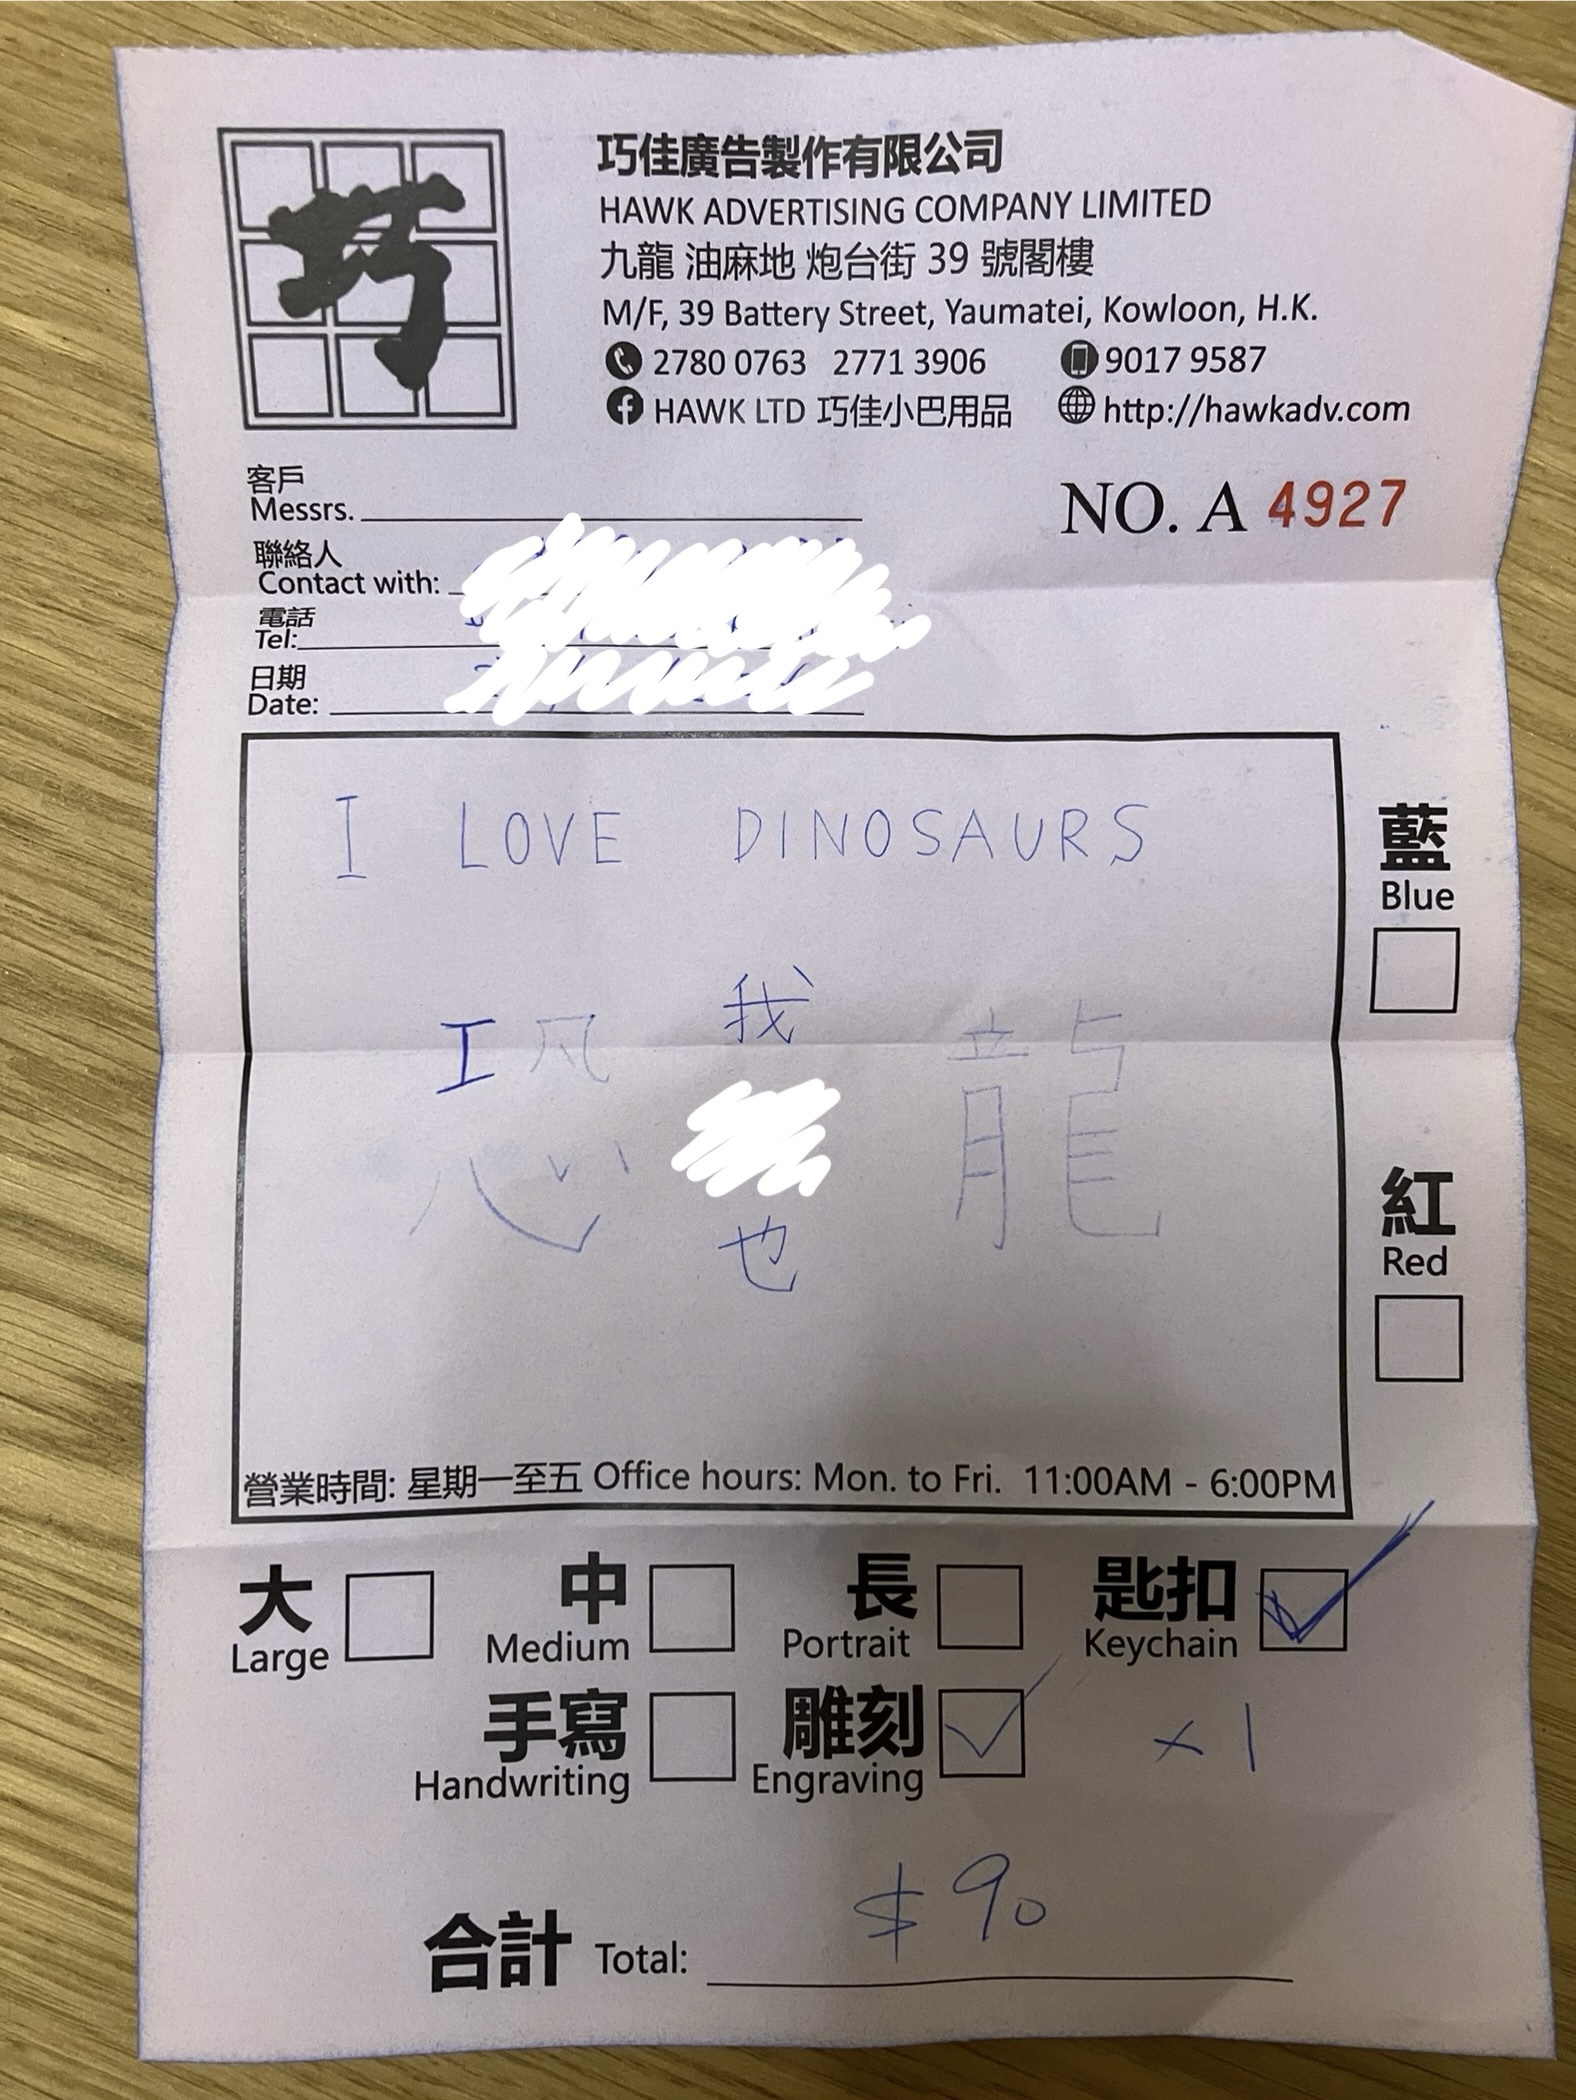 巧
巧佳廣告製作有限公司
HAWK ADVERTISING COMPANY LIMITED
九龍 油麻地 炮台街 39 號閣樓
M/F, 39 Battery Street, Yaumatei, Kowloon, H.K.
2780 0763 2771 3906 9017 9587
HAWK LTD 巧佳小巴用品 http://hawkadv.com
NO. A 4927
客戶
Messrs.
聯絡人
Contact with:
電話
Tel:
日期
Date:
I LOVE DINOSAURS
恐 龍
我
也
藍
Blue
紅
Red
營業時間: 星期一至五 Office hours: Mon. to Fri. 11:00AM - 6:00PM
大 中 長 匙扣
Large Medium Portrait Keychain
手寫 雕刻
Handwriting Engraving x 1
合計 Total: $90